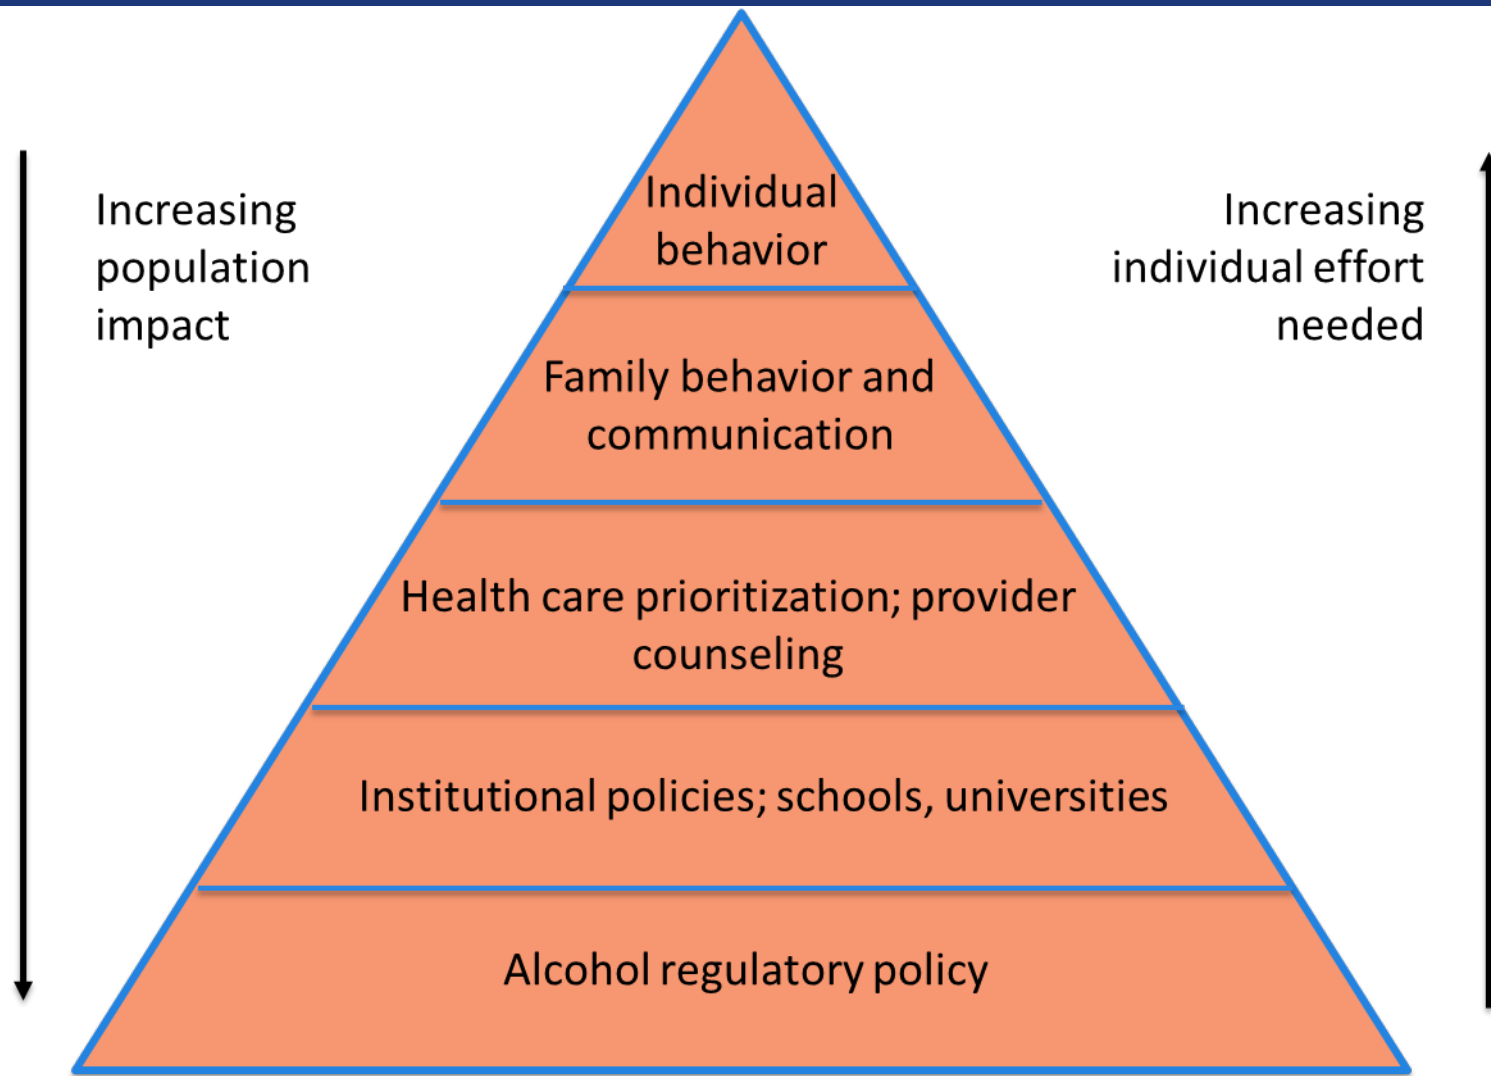 Increasing
population
impact
Increasing
individual effort
needed
Individual
behavior
Family behavior and
communication
Health care prioritization; provider
counseling
Institutional policies; schools, universities
Alcohol regulatory policy